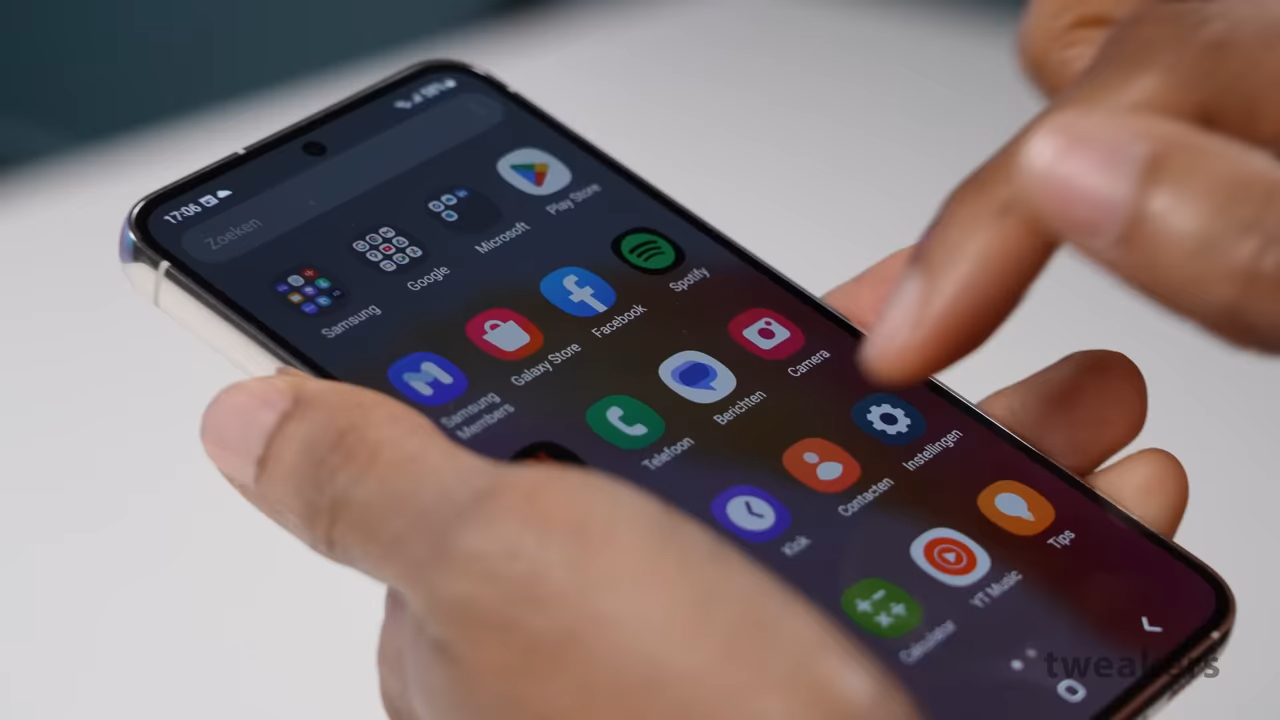 17:06
Zoeken
Samsung
Google
Microsoft
Play Store
Samsung
Members
Galaxy Store
Facebook
Spotify
Telefoon
Berichten
Camera
Klok
Contacten
Instellingen
Calculator
YT Music
Tips
tweakers